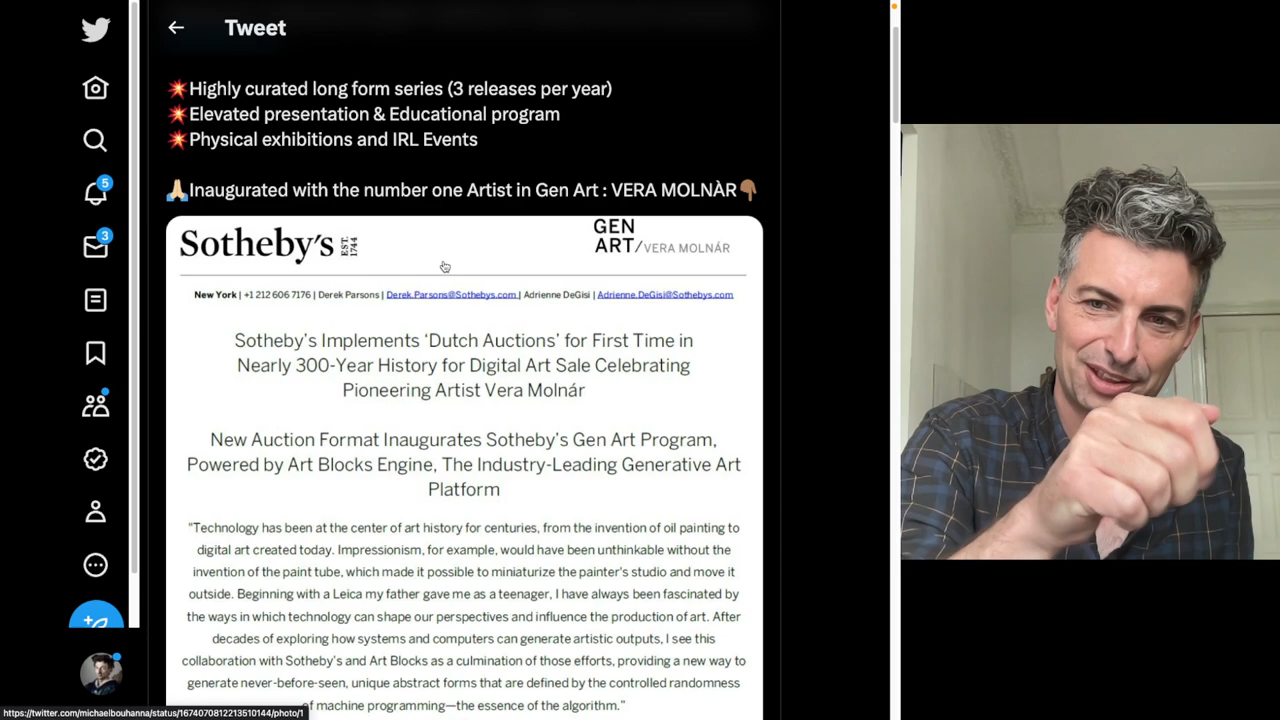 Tweet
💥Highly curated long form series (3 releases per year)
💥Elevated presentation & Educational program
💥Physical exhibitions and IRL Events
🙏🏼Inaugurated with the number one Artist in Gen Art : VERA MOLNÀR👇🏾
Sotheby's EST. 1744
GEN
ART/VERA MOLNÁR
New York | +1 212 606 7176 | Derek Parsons | Derek.Parsons@Sothebys.com | Adrienne DeGisi | Adrienne.DeGisi@Sothebys.com
Sotheby's Implements ‘Dutch Auctions’ for First Time in
Nearly 300-Year History for Digital Art Sale Celebrating
Pioneering Artist Vera Molnár
New Auction Format Inaugurates Sotheby's Gen Art Program,
Powered by Art Blocks Engine, The Industry-Leading Generative Art
Platform
"Technology has been at the center of art history for centuries, from the invention of oil painting to
digital art created today. Impressionism, for example, would have been unthinkable without the
invention of the paint tube, which made it possible to miniaturize the painter's studio and move it
outside. Beginning with a Leica my father gave me as a teenager, I have always been fascinated by
the ways in which technology can shape our perspectives and influence the production of art. After
decades of exploring how systems and computers can generate artistic outputs, I see this
collaboration with Sotheby's and Art Blocks as a culmination of those efforts, providing a new way to
generate never-before-seen, unique abstract forms that are defined by the controlled randomness
of machine programming—the essence of the algorithm."
5
3
https://twitter.com/michaelbouhanna/status/1674070812213510144/photo/1